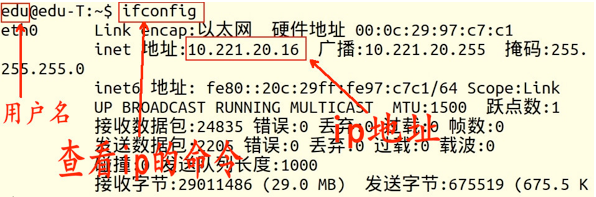 edu@edu-T:~$ ifconfig
eth0 Link encap:以太网 硬件地址 00:0c:29:97:c7:c1
inet 地址:10.221.20.16 广播:10.221.20.255 掩码:255.
255.255.0
inet6 地址: fe80::20c:29ff:fe97:c7c1/64 Scope:Link
UP BROADCAST RUNNING MULTICAST MTU:1500 跃点数:1
接收数据包:24835 错误:0 丢弃:0 过载:0 帧数:0
发送数据包:2205 错误:0 丢弃:0 过载:0 载波:0
碰撞:0 发送队列长度:1000
接收字节:29011486 (29.0 MB) 发送字节:675519 (675.5 K
用户名
查看ip的命令
ip地址